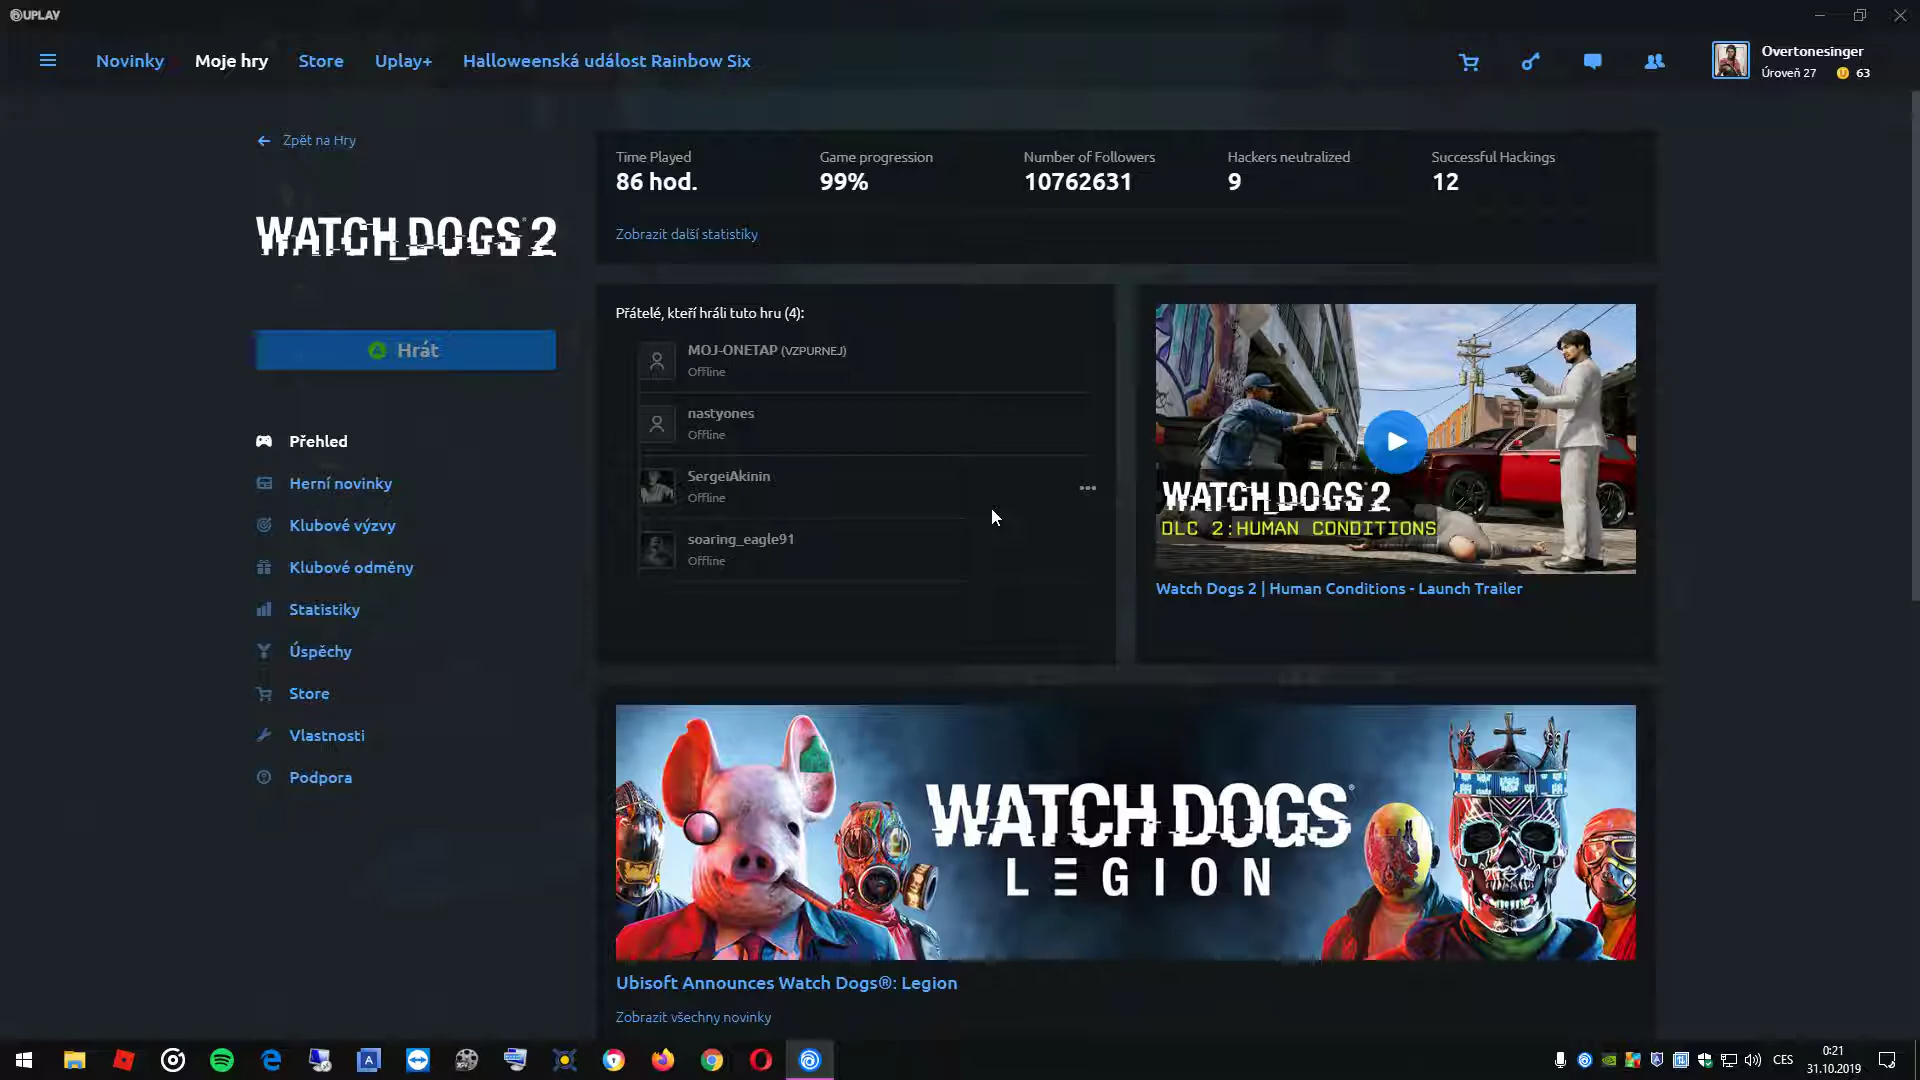 UPLAY
Novinky
Moje hry
Store
Uplay+
Halloweenská událost Rainbow Six
Overtonesinger
Úroveň 27
63
Zpět na Hry
WATCH_DOGS® 2
Hrát
Přehled
Herní novinky
Klubové výzvy
Klubové odměny
Statistiky
Úspěchy
Store
Vlastnosti
Podpora
Time Played
86 hod.
Game progression
99%
Number of Followers
10762631
Hackers neutralized
9
Successful Hackings
12
Zobrazit další statistiky
Přátelé, kteří hráli tuto hru (4):
MOJ-ONETAP (VZPURNEJ)
Offline
nastyones
Offline
SergeiAkinin
Offline
soaring_eagle91
Offline
WATCH_DOGS® 2
DLC 2:HUMAN CONDITIONS
Watch Dogs 2 | Human Conditions - Launch Trailer
WATCH DOGS®
LEGION
Ubisoft Announces Watch Dogs®: Legion
Zobrazit všechny novinky
CES
0:21
31.10.2019